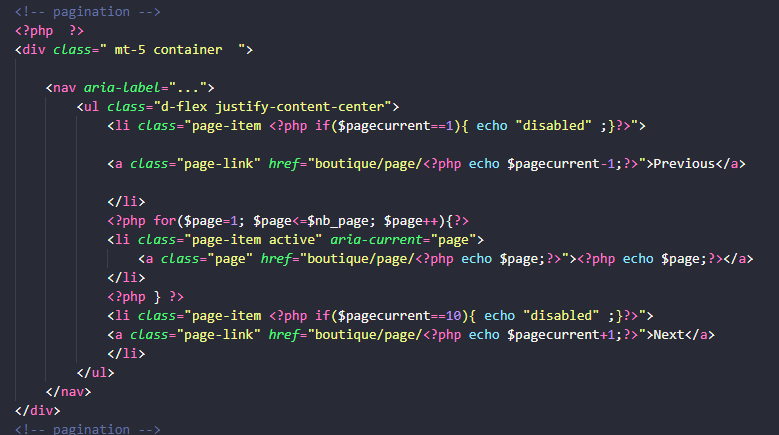 <!-- pagination -->
<?php  ?>
<div class=" mt-5 container  ">
<nav aria-label="...">
<ul class="d-flex justify-content-center">
<li class="page-item <?php if($pagecurrent==1){ echo "disabled" ;}?>">
<a class="page-link" href="boutique/page/<?php echo $pagecurrent-1;?>">Previous</a>
</li>
<?php for($page=1; $page<=$nb_page; $page++){?>
<li class="page-item active" aria-current="page">
<a class="page" href="boutique/page/<?php echo $page;?>"><?php echo $page;?></a>
</li>
<?php } ?>
<li class="page-item <?php if($pagecurrent==10){ echo "disabled" ;}?>">
<a class="page-link" href="boutique/page/<?php echo $pagecurrent+1;?>">Next</a>
</li>
</ul>
</nav>
</div>
<!-- pagination -->